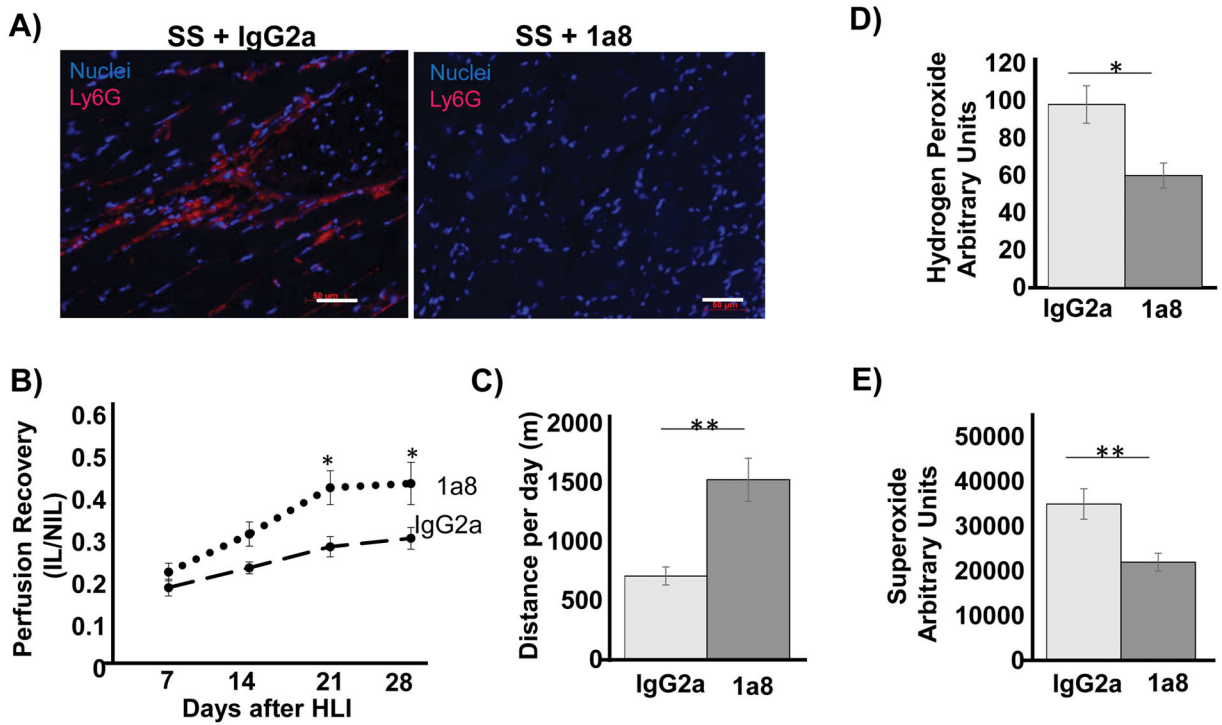 A)
SS + IgG2a
SS + 1a8
Nuclei
Ly6G
50 µm
Nuclei
Ly6G
50 µm
B)
Perfusion Recovery
(IL/NIL)
0.6
0.5
0.4
0.3
0.2
0.1
0
*
*
1a8
IgG2a
7 14 21 28
Days after HLI
C)
Distance per day (m)
2000
1500
1000
500
0
**
IgG2a 1a8
D)
Hydrogen Peroxide
Arbitrary Units
120
100
80
60
40
20
0
*
IgG2a 1a8
E)
Superoxide
Arbitrary Units
50000
40000
30000
20000
10000
0
**
IgG2a 1a8